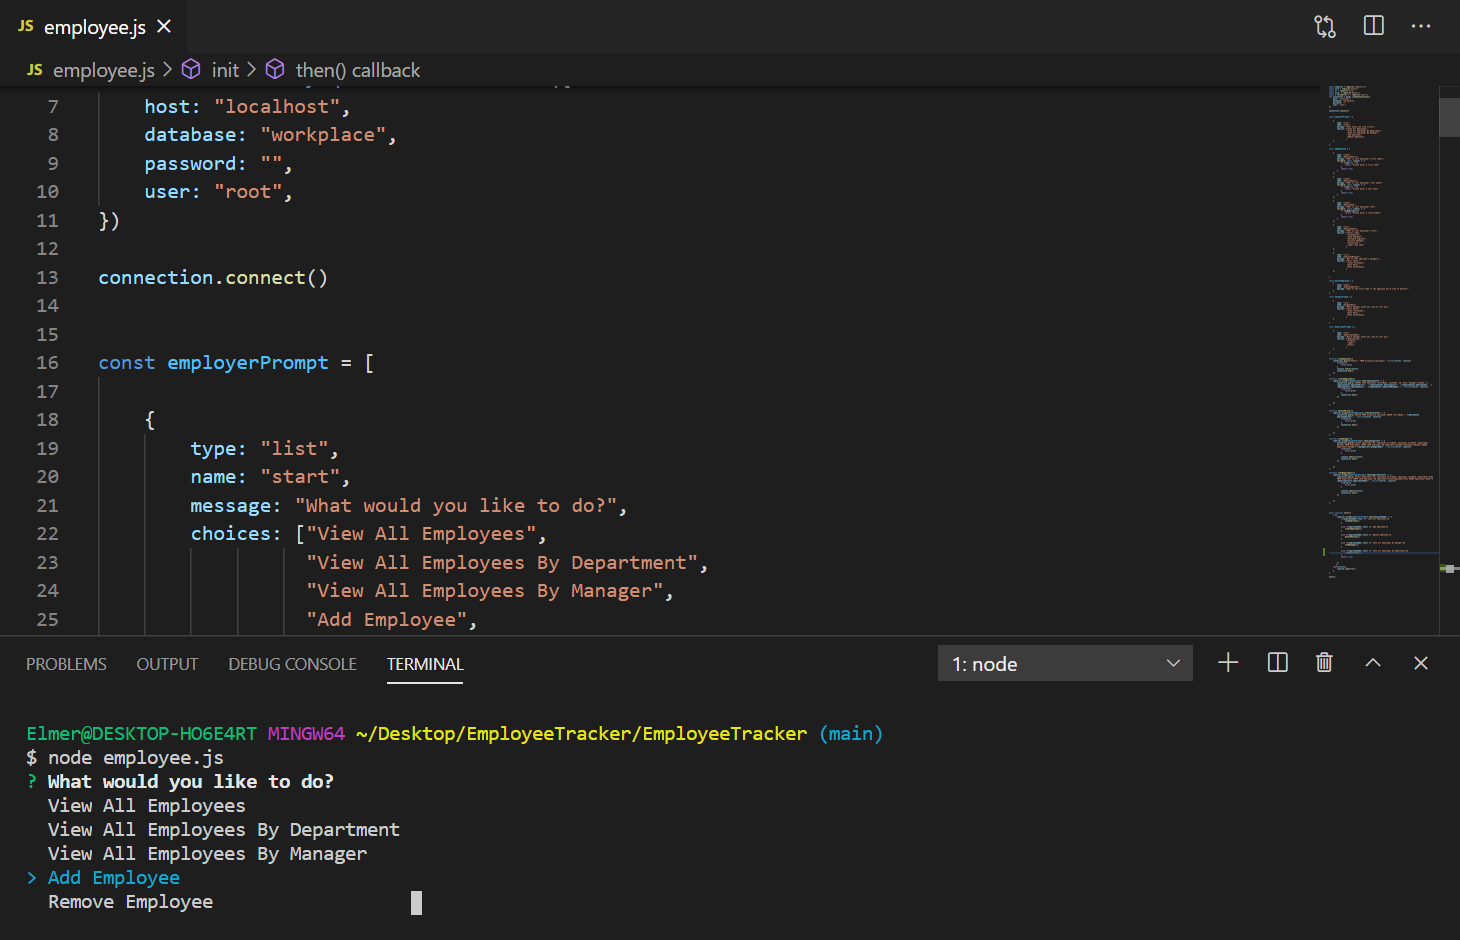 JS employee.js
JS employee.js > init > then() callback
7 host: "localhost",
8 database: "workplace",
9 password: "",
10 user: "root",
11 })
12
13 connection.connect()
14
15
16 const employerPrompt = [
17
18 {
19 type: "list",
20 name: "start",
21 message: "What would you like to do?",
22 choices: ["View All Employees",
23 "View All Employees By Department",
24 "View All Employees By Manager",
25 "Add Employee",
PROBLEMS OUTPUT DEBUG CONSOLE TERMINAL 1: node
Elmer@DESKTOP-HO6E4RT MINGW64 ~/Desktop/EmployeeTracker/EmployeeTracker (main)
$ node employee.js
? What would you like to do?
View All Employees
View All Employees By Department
View All Employees By Manager
> Add Employee
Remove Employee